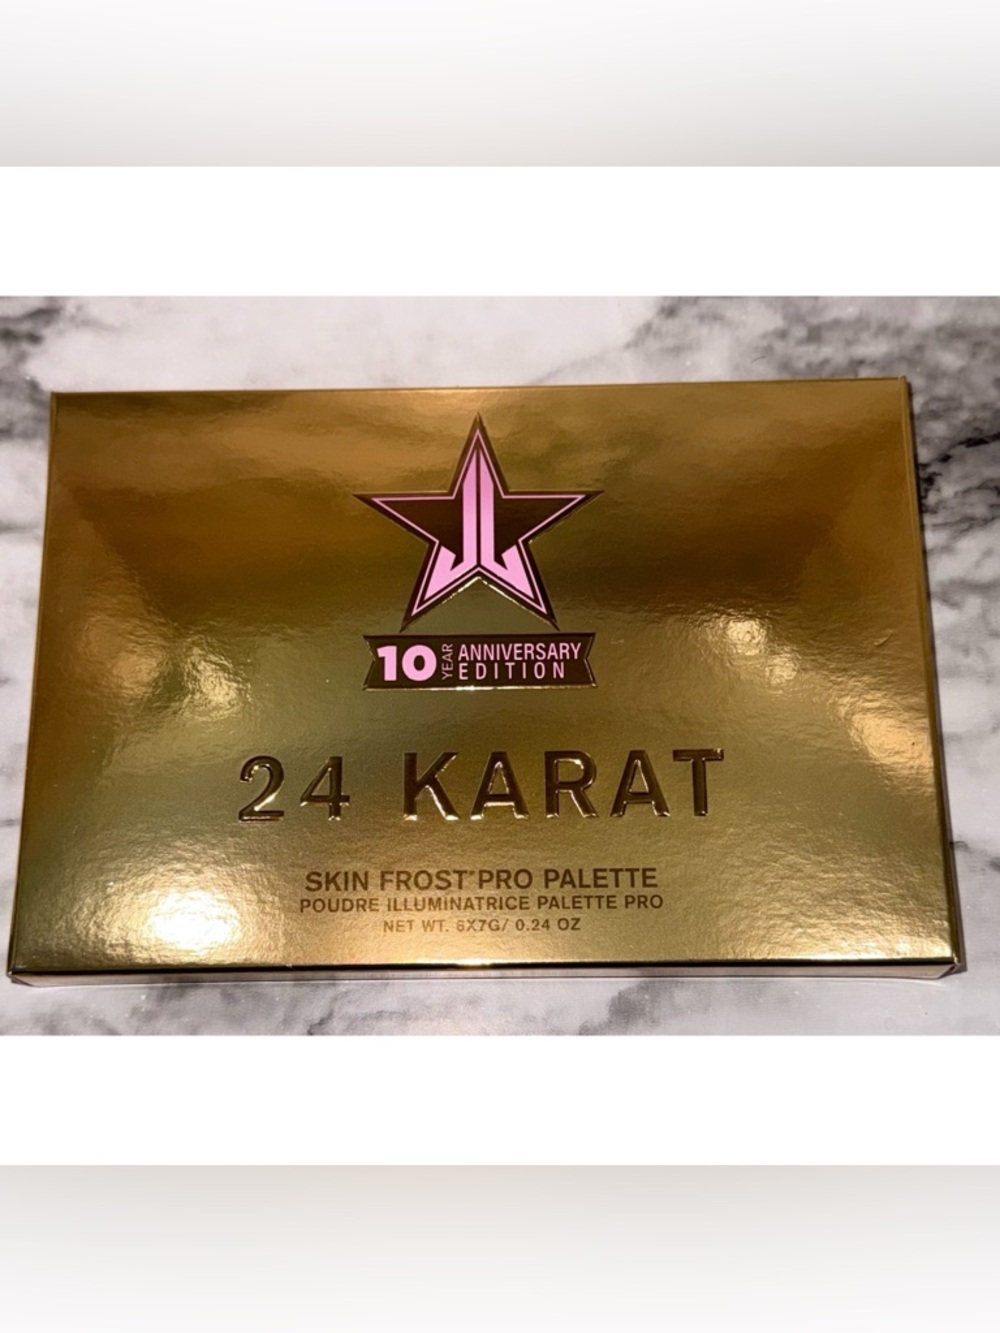 10 YEAR ANNIVERSARY
EDITION
24 KARAT
SKIN FROST® PRO PALETTE
POUDRE ILLUMINATRICE PALETTE PRO
NET WT. 6X7G/ 0.24 OZ